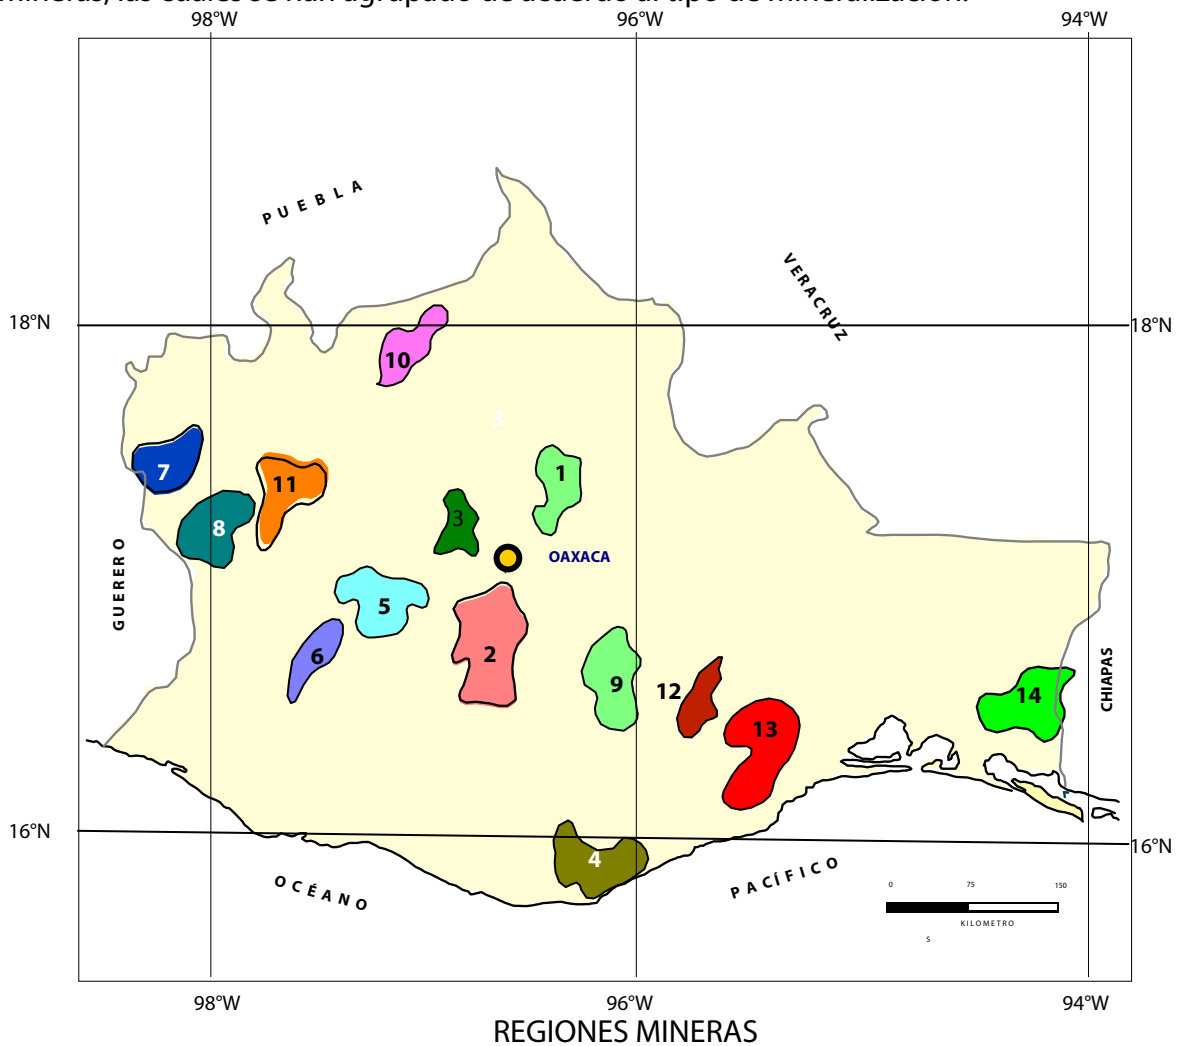 mineras, las cuales se han agrupado de acuerdo al tipo de mineralización.
98°W 96°W 94°W
PUEBLA
VERACRUZ
18°N 18°N
10
3
7
11
1
8
3
OAXACA
GUERERO
5
6
2
9
12
14
CHIAPAS
13
16°N 16°N
4
OCÉANO
PACÍFICO
0 75 150
KILOMETRO
S
98°W 96°W 94°W
REGIONES MINERAS